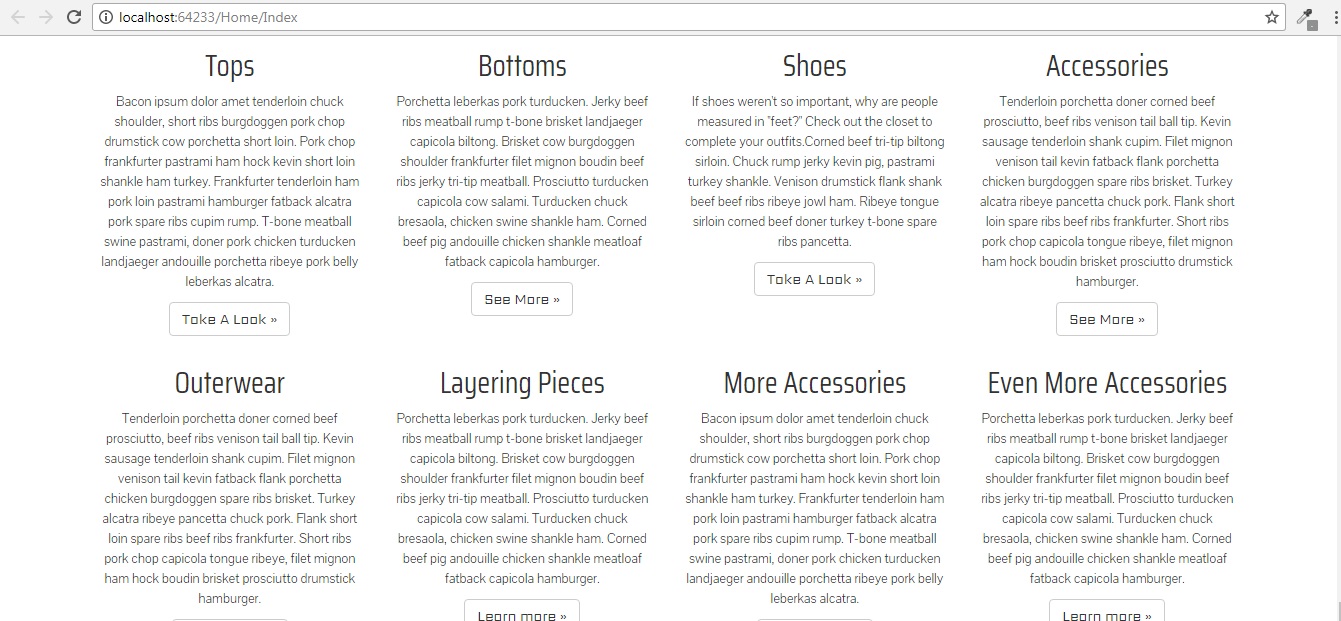 localhost:64233/Home/Index
Tops
Bacon ipsum dolor amet tenderloin chuck
shoulder, short ribs burgdoggen pork chop
drumstick cow porchetta short loin. Pork chop
frankfurter pastrami ham hock kevin short loin
shankle ham turkey. Frankfurter tenderloin ham
pork loin pastrami hamburger fatback alcatra
pork spare ribs cupim rump. T-bone meatball
swine pastrami, doner pork chicken turducken
landjaeger andouille porchetta ribeye pork belly
leberkas alcatra.
Take A Look »
Bottoms
Porchetta leberkas pork turducken. Jerky beef
ribs meatball rump t-bone brisket landjaeger
capicola biltong. Brisket cow burgdoggen
shoulder frankfurter filet mignon boudin beef
ribs jerky tri-tip meatball. Prosciutto turducken
capicola cow salami. Turducken chuck
bresaola, chicken swine shankle ham. Corned
beef pig andouille chicken shankle meatloaf
fatback capicola hamburger.
See More »
Shoes
If shoes weren't so important, why are people
measured in "feet?" Check out the closet to
complete your outfits.Corned beef tri-tip biltong
sirloin. Chuck rump jerky kevin pig, pastrami
turkey shankle. Venison drumstick flank shank
beef beef ribs ribeye jowl ham. Ribeye tongue
sirloin corned beef doner turkey t-bone spare
ribs pancetta.
Take A Look »
Accessories
Tenderloin porchetta doner corned beef
prosciutto, beef ribs venison tail ball tip. Kevin
sausage tenderloin shank cupim. Filet mignon
venison tail kevin fatback flank porchetta
chicken burgdoggen spare ribs brisket. Turkey
alcatra ribeye pancetta chuck pork. Flank short
loin spare ribs beef ribs frankfurter. Short ribs
pork chop capicola tongue ribeye, filet mignon
ham hock boudin brisket prosciutto drumstick
hamburger.
See More »
Outerwear
Tenderloin porchetta doner corned beef
prosciutto, beef ribs venison tail ball tip. Kevin
sausage tenderloin shank cupim. Filet mignon
venison tail kevin fatback flank porchetta
chicken burgdoggen spare ribs brisket. Turkey
alcatra ribeye pancetta chuck pork. Flank short
loin spare ribs beef ribs frankfurter. Short ribs
pork chop capicola tongue ribeye, filet mignon
ham hock boudin brisket prosciutto drumstick
hamburger.
Layering Pieces
Porchetta leberkas pork turducken. Jerky beef
ribs meatball rump t-bone brisket landjaeger
capicola biltong. Brisket cow burgdoggen
shoulder frankfurter filet mignon boudin beef
ribs jerky tri-tip meatball. Prosciutto turducken
capicola cow salami. Turducken chuck
bresaola, chicken swine shankle ham. Corned
beef pig andouille chicken shankle meatloaf
fatback capicola hamburger.
Learn more »
More Accessories
Bacon ipsum dolor amet tenderloin chuck
shoulder, short ribs burgdoggen pork chop
drumstick cow porchetta short loin. Pork chop
frankfurter pastrami ham hock kevin short loin
shankle ham turkey. Frankfurter tenderloin ham
pork loin pastrami hamburger fatback alcatra
pork spare ribs cupim rump. T-bone meatball
swine pastrami, doner pork chicken turducken
landjaeger andouille porchetta ribeye pork belly
leberkas alcatra.
Even More Accessories
Porchetta leberkas pork turducken. Jerky beef
ribs meatball rump t-bone brisket landjaeger
capicola biltong. Brisket cow burgdoggen
shoulder frankfurter filet mignon boudin beef
ribs jerky tri-tip meatball. Prosciutto turducken
capicola cow salami. Turducken chuck
bresaola, chicken swine shankle ham. Corned
beef pig andouille chicken shankle meatloaf
fatback capicola hamburger.
Learn more »